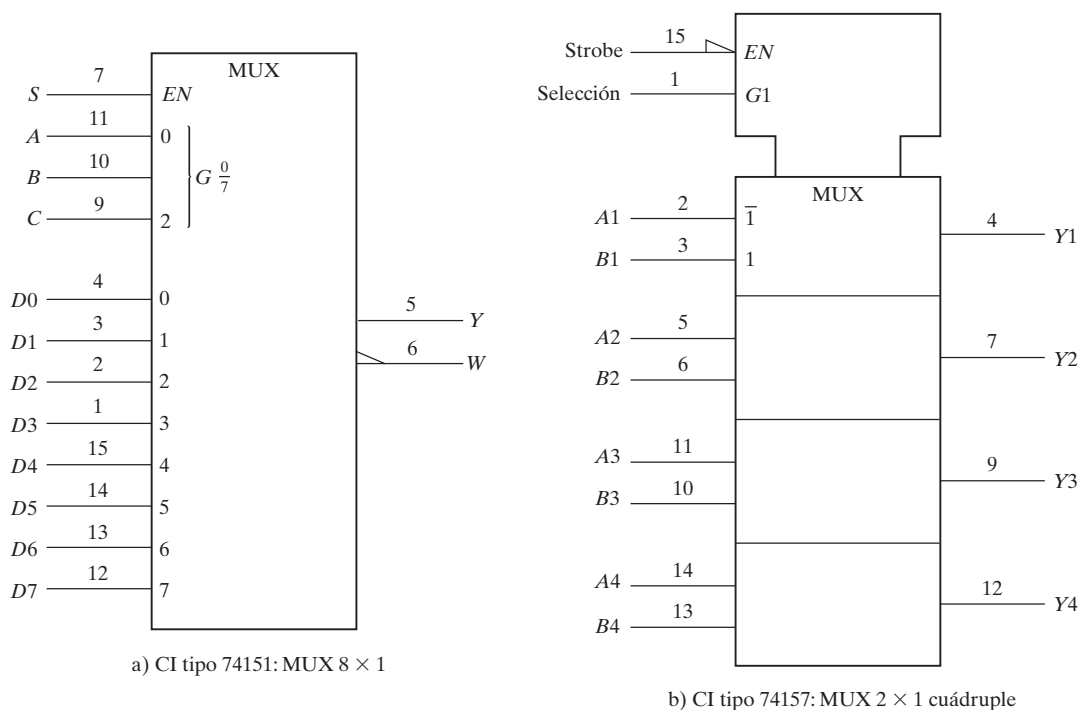 MUX
S 7 EN
A 11 0
B 10 G 0/7
C 9 2
D0 4 0
D1 3 1
D2 2 2
D3 1 3
D4 15 4
D5 14 5
D6 13 6
D7 12 7
5 Y
6 W
a) CI tipo 74151: MUX 8 × 1
Strobe 15 EN
Selección 1 G1
MUX
A1 2 1̅
B1 3 1
4 Y1
A2 5
B2 6
7 Y2
A3 11
B3 10
9 Y3
A4 14
B4 13
12 Y4
b) CI tipo 74157: MUX 2 × 1 cuádruple